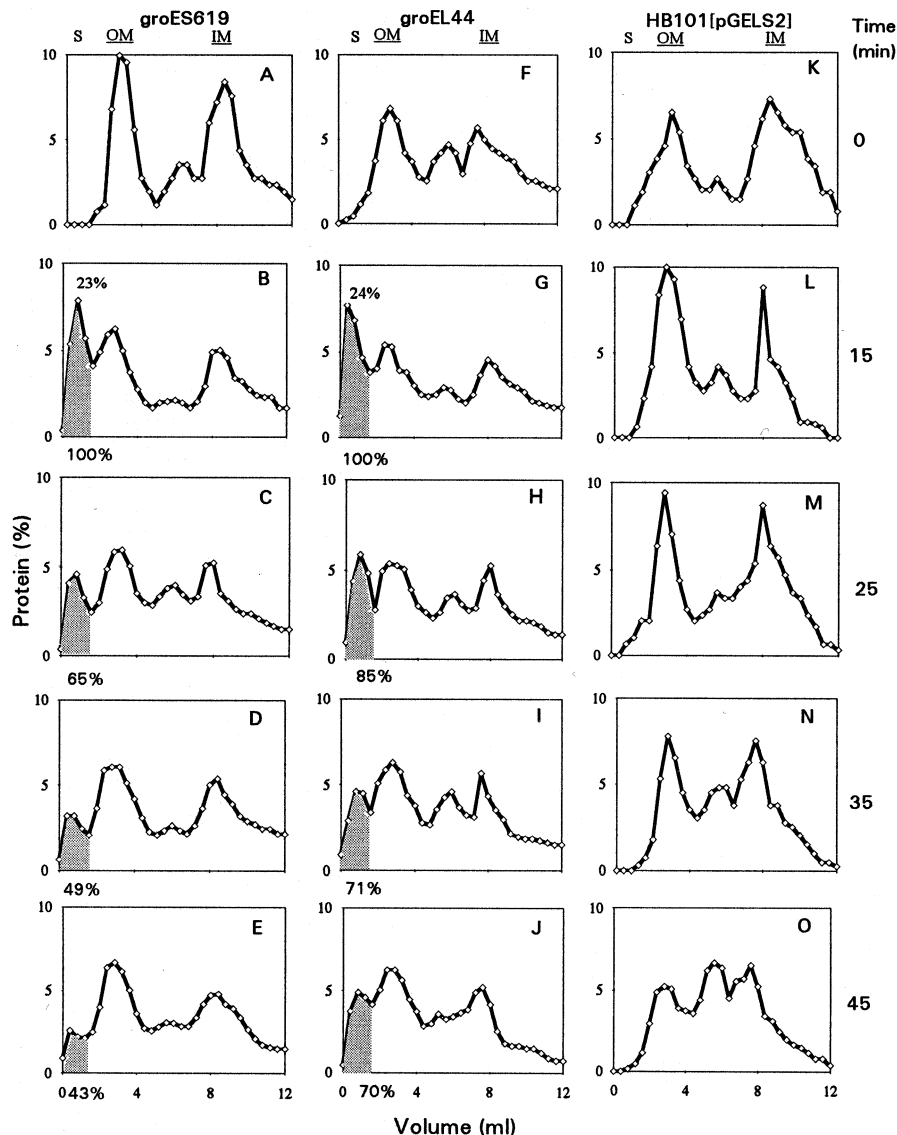 groES619 groEL44 HB101[pGELS2]
S OM IM S OM IM S OM IM Time (min)
10 A 10 F 10 K
5 5 5 0
0 0 0
10 23% B 10 24% G 10 L
5 5 5 15
0 0 0
100% 100%
10 C 10 H 10 M
5 5 5 25
0 0 0
65% 85%
10 D 10 I 10 N
5 5 5 35
0 0 0
49% 71%
10 E 10 J 10 O
5 5 5 45
0 0 0
0 43% 4 8 12 0 70% 4 8 12 0 4 8 12
Protein (%)
Volume (ml)